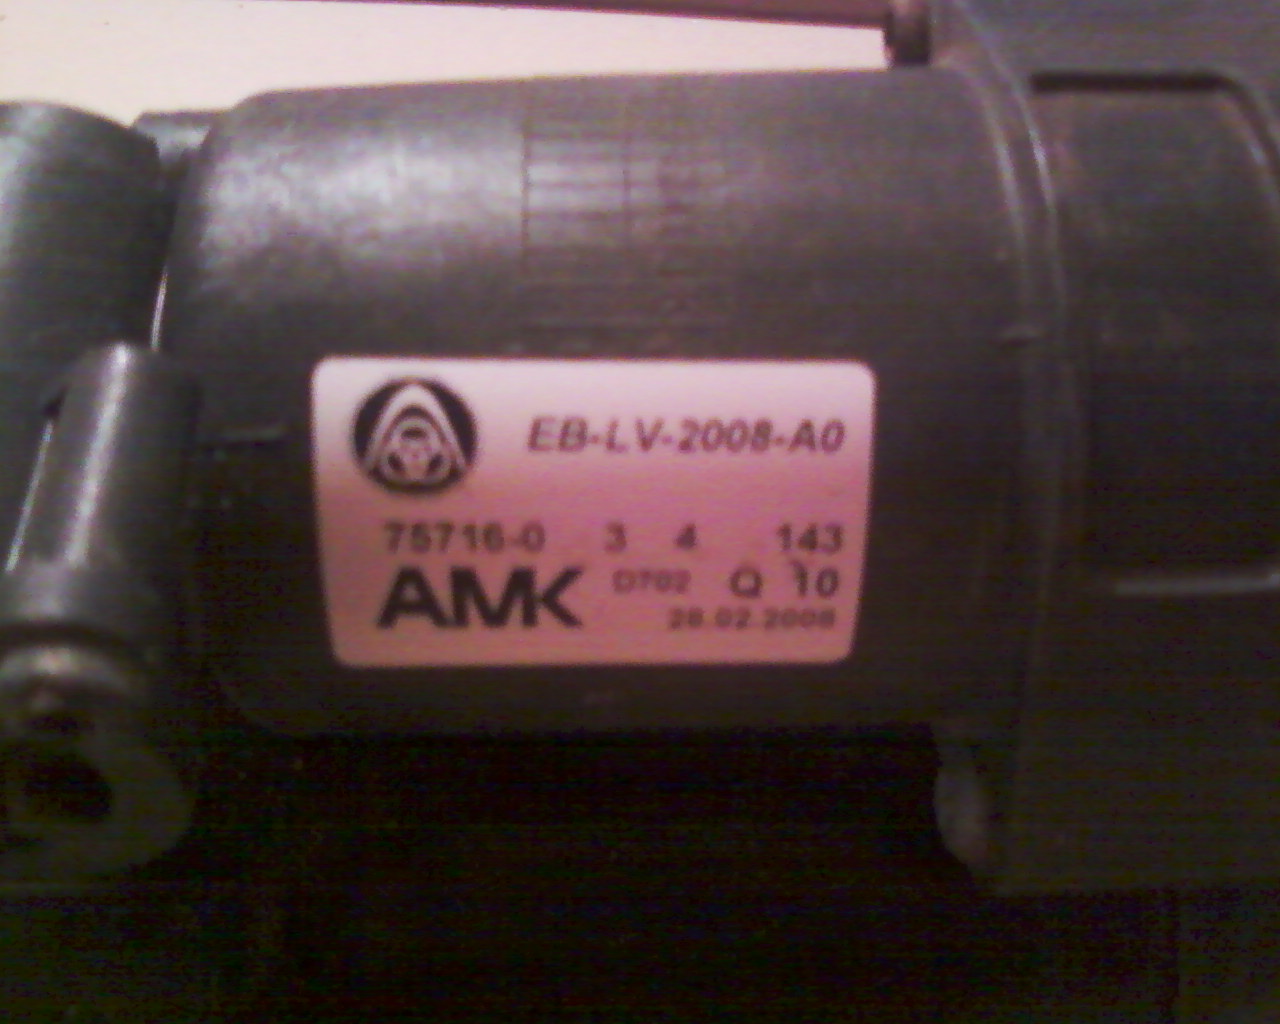 EB-LV-2008-A0
75716-0 3 4 143
AMK D702 Q 10
28.02.2008